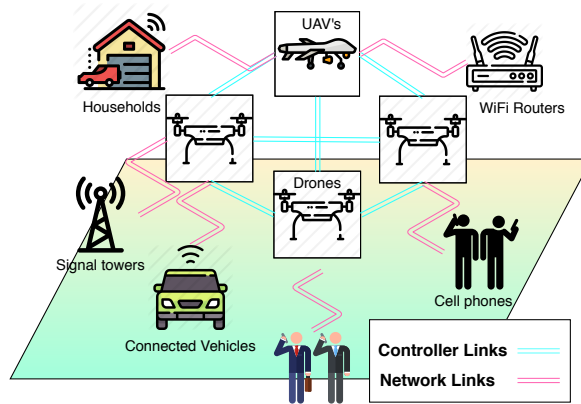 UAV's
Households
WiFi Routers
Drones
Signal towers
Cell phones
Connected Vehicles
Controller Links
Network Links